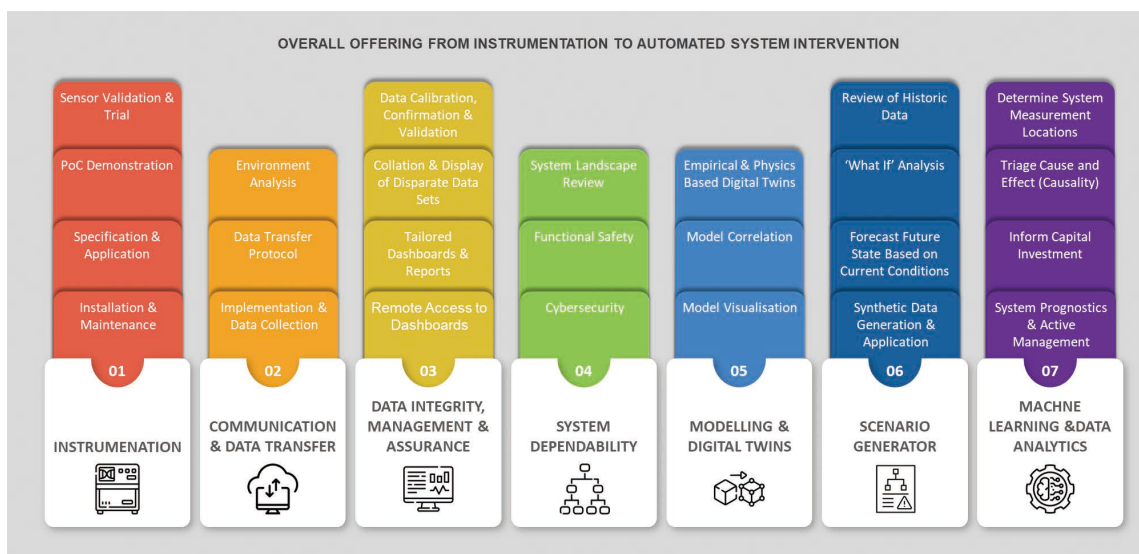 OVERALL OFFERING FROM INSTRUMENTATION TO AUTOMATED SYSTEM INTERVENTION
Sensor Validation &
Trial
PoC Demonstration
Specification &
Application
Installation &
Maintenance
01
INSTRUMENATION
Environment
Analysis
Data Transfer
Protocol
Implementation &
Data Collection
02
COMMUNICATION
& DATA TRANSFER
Data Calibration,
Confirmation &
Validation
Collation & Display
of Disparate Data
Sets
Tailored
Dashboards &
Reports
Remote Access to
Dashboards
03
DATA INTEGRITY,
MANAGEMENT &
ASSURANCE
System Landscape
Review
Functional Safety
Cybersecurity
04
SYSTEM
DEPENDABILITY
Empirical & Physics
Based Digital Twins
Model Correlation
Model Visualisation
05
MODELLING &
DIGITAL TWINS
Review of Historic
Data
‘What If’ Analysis
Forecast Future
State Based on
Current Conditions
Synthetic Data
Generation &
Application
06
SCENARIO
GENERATOR
Determine System
Measurement
Locations
Triage Cause and
Effect (Causality)
Inform Capital
Investment
System Prognostics
& Active
Management
07
MACHNE
LEARNING &DATA
ANALYTICS